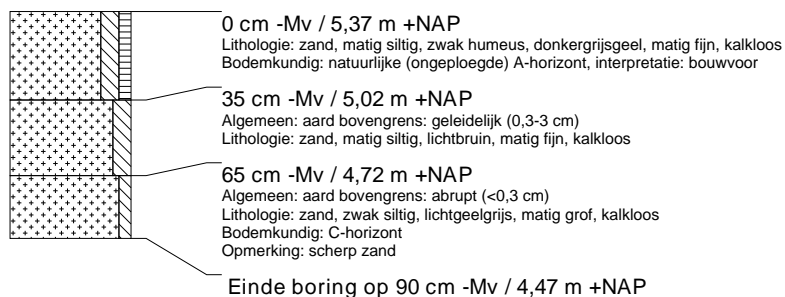 0 cm -Mv / 5,37 m +NAP
Lithologie: zand, matig siltig, zwak humeus, donkergrijsgeel, matig fijn, kalkloos
Bodemkundig: natuurlijke (ongeploegde) A-horizont, interpretatie: bouwvoor
35 cm -Mv / 5,02 m +NAP
Algemeen: aard bovengrens: geleidelijk (0,3-3 cm)
Lithologie: zand, matig siltig, lichtbruin, matig fijn, kalkloos
65 cm -Mv / 4,72 m +NAP
Algemeen: aard bovengrens: abrupt (<0,3 cm)
Lithologie: zand, zwak siltig, lichtgeelgrijs, matig grof, kalkloos
Bodemkundig: C-horizont
Opmerking: scherp zand
Einde boring op 90 cm -Mv / 4,47 m +NAP